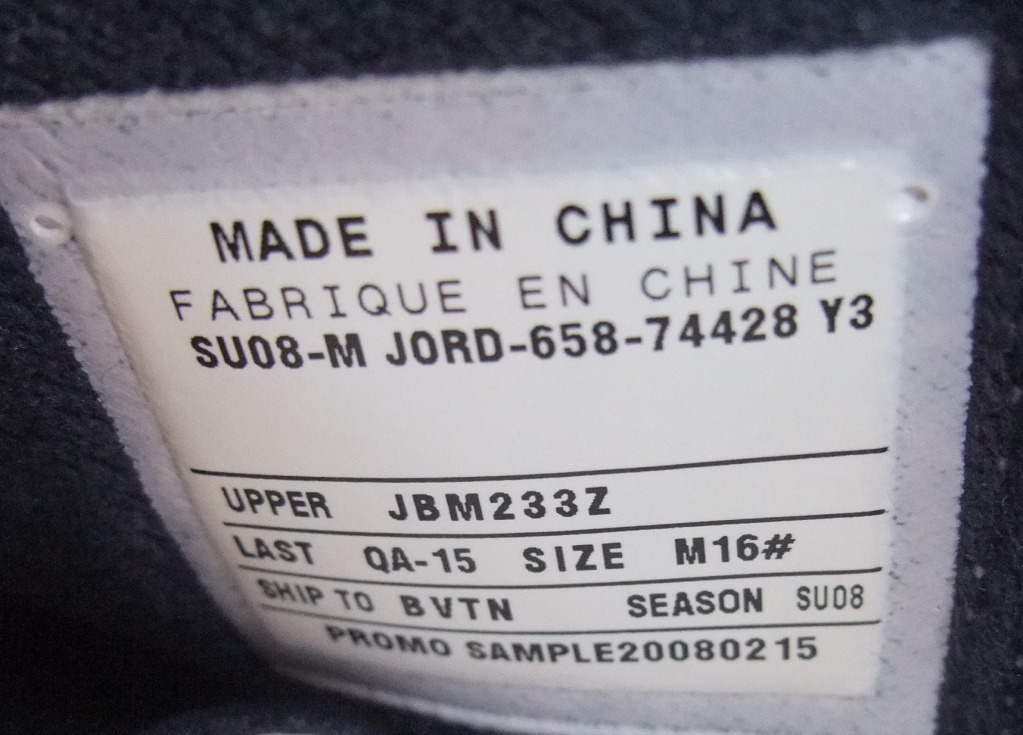 MADE IN CHINA
FABRIQUE EN CHINE
SU08-M JORD-658-74428 Y3
UPPER JBM233Z
LAST QA-15 SIZE M16#
SHIP TO BVTN SEASON SU08
PROMO SAMPLE20080215